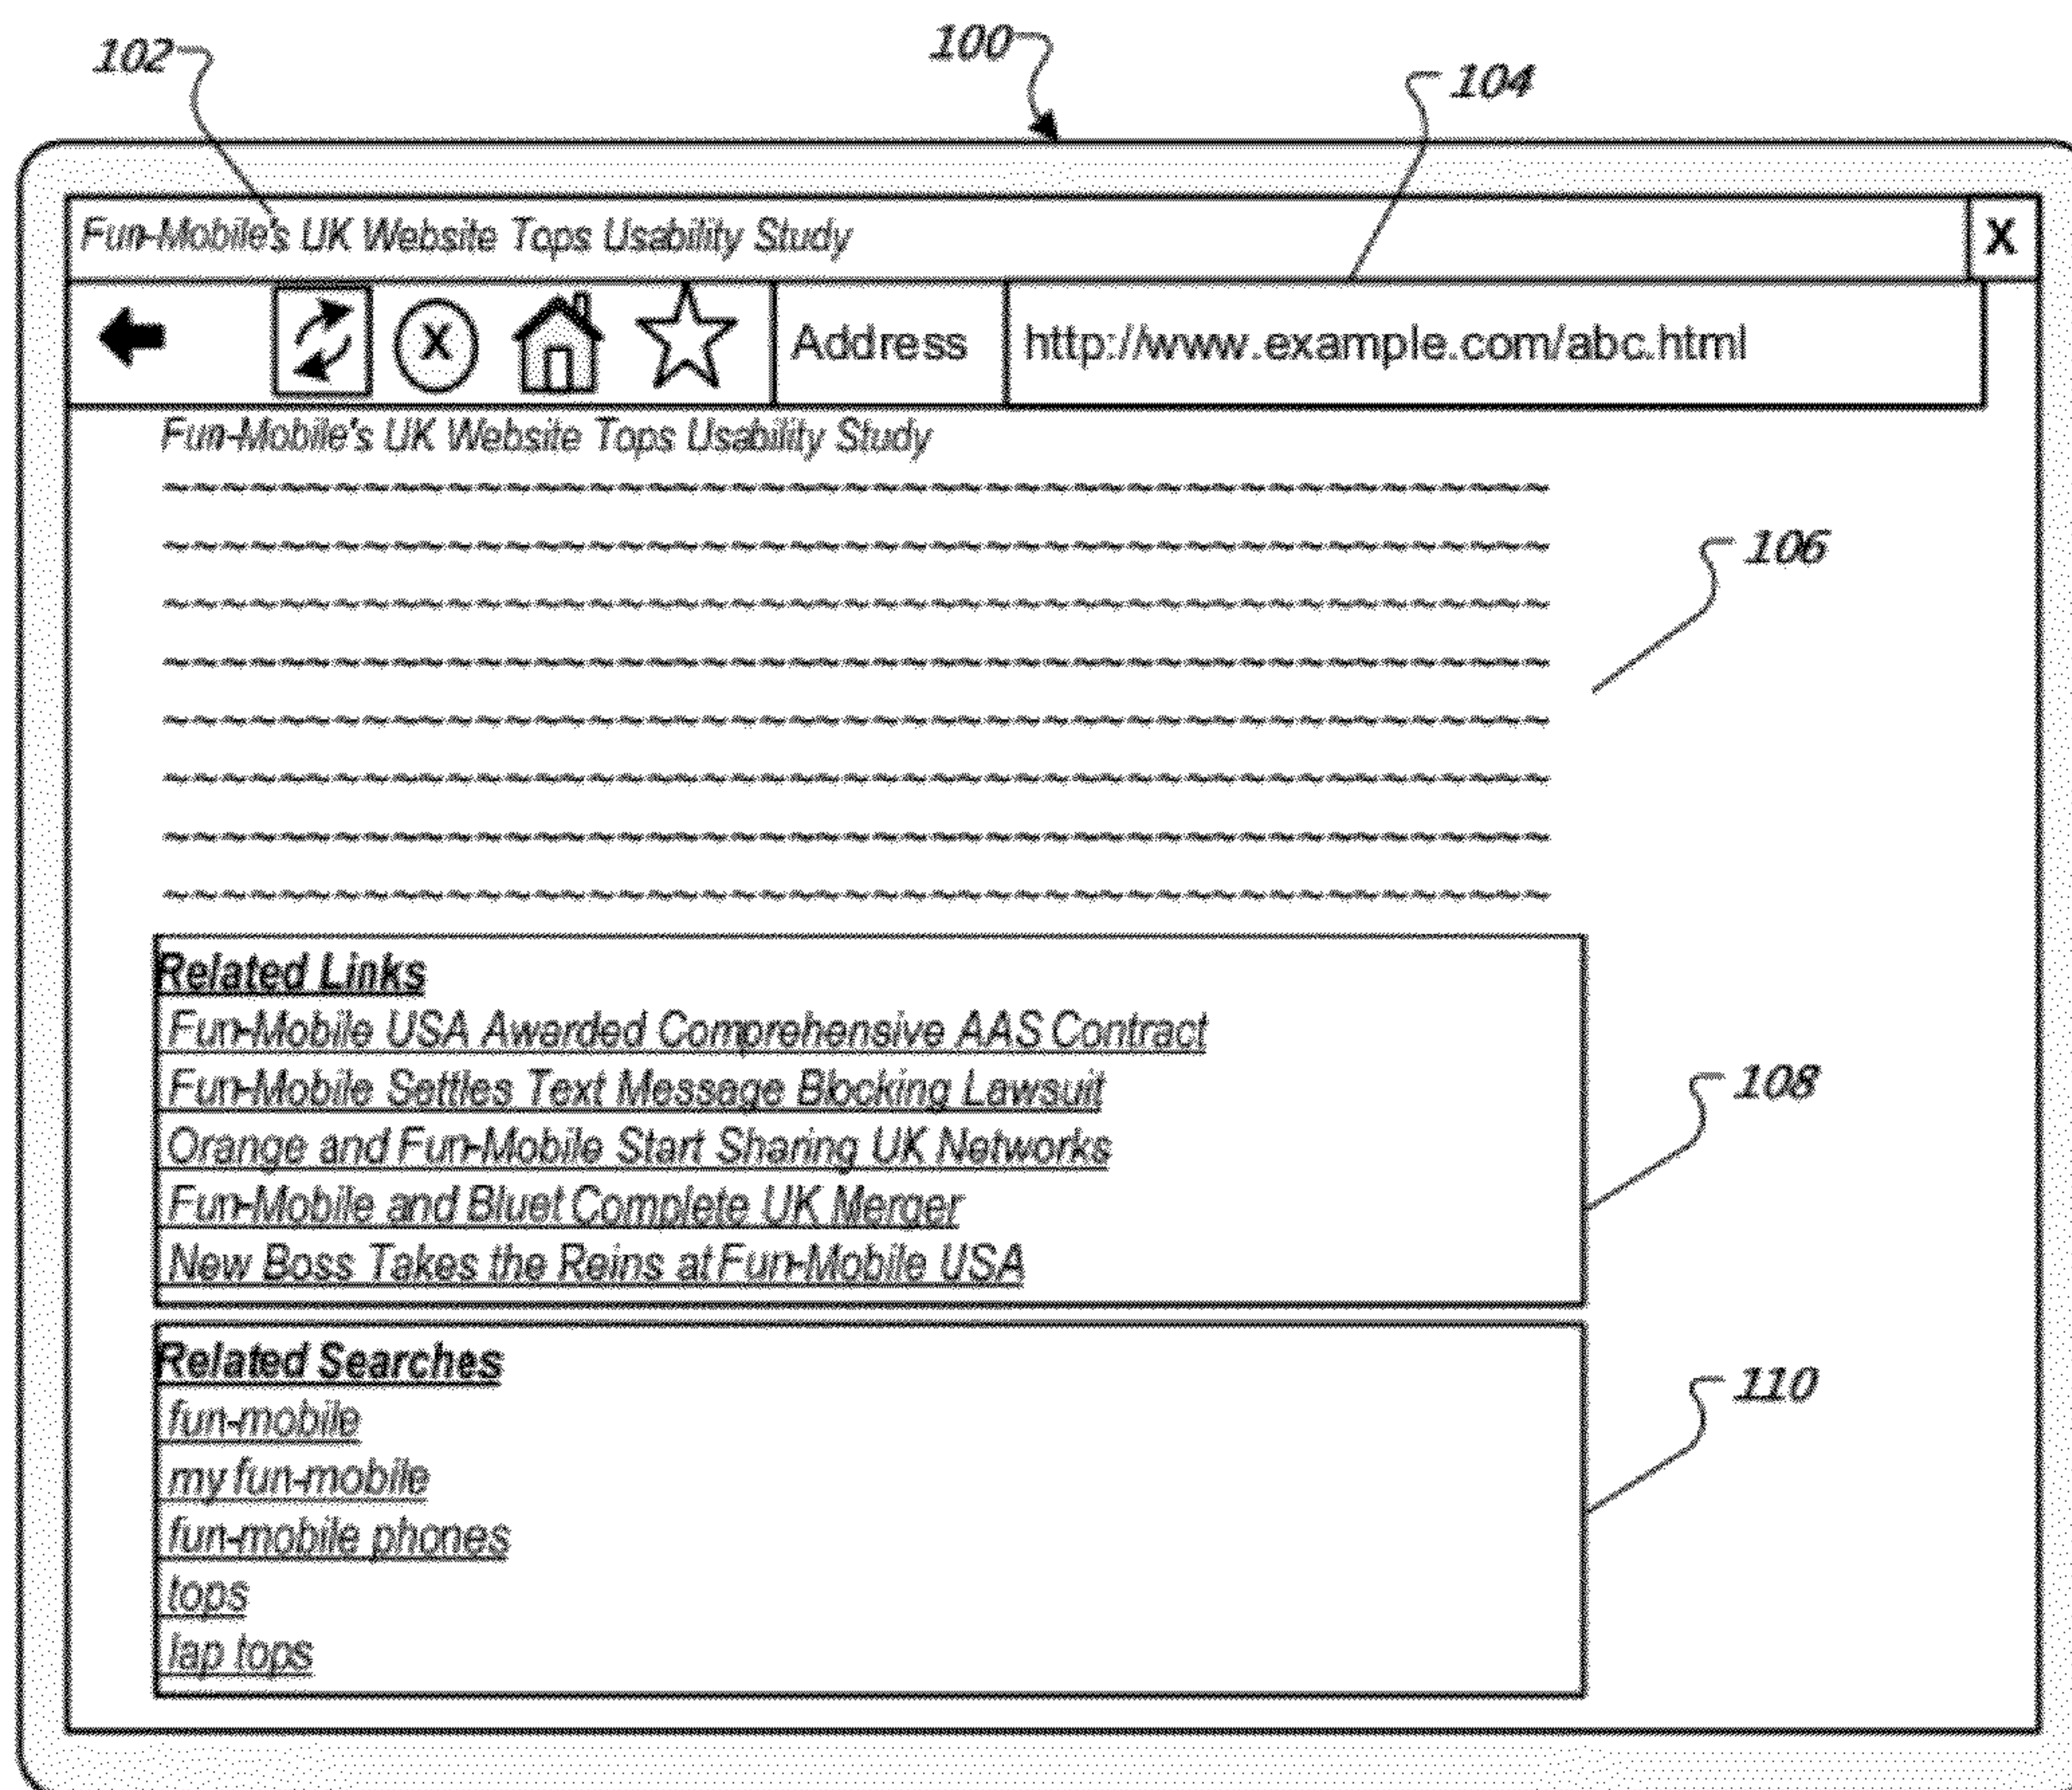 102
100
104
Fun-Mobile's UK Website Tops Usability Study
X
X
Address
http://www.example.com/abc.html
Fun-Mobile's UK Website Tops Usability Study
106
Related Links
Fun-Mobile USA Awarded Comprehensive AAS Contract
Fun-Mobile Settles Text Message Blocking Lawsuit
108
Orange and Fun-Mobile Start Sharing UK Networks
Fun-Mobile and Bluet Complete UK Merger
New Boss Takes the Reins at Fun-Mobile USA
Related Searches
110
fun-mobile
my fun-mobile
fun-mobile phones
tops
lap tops